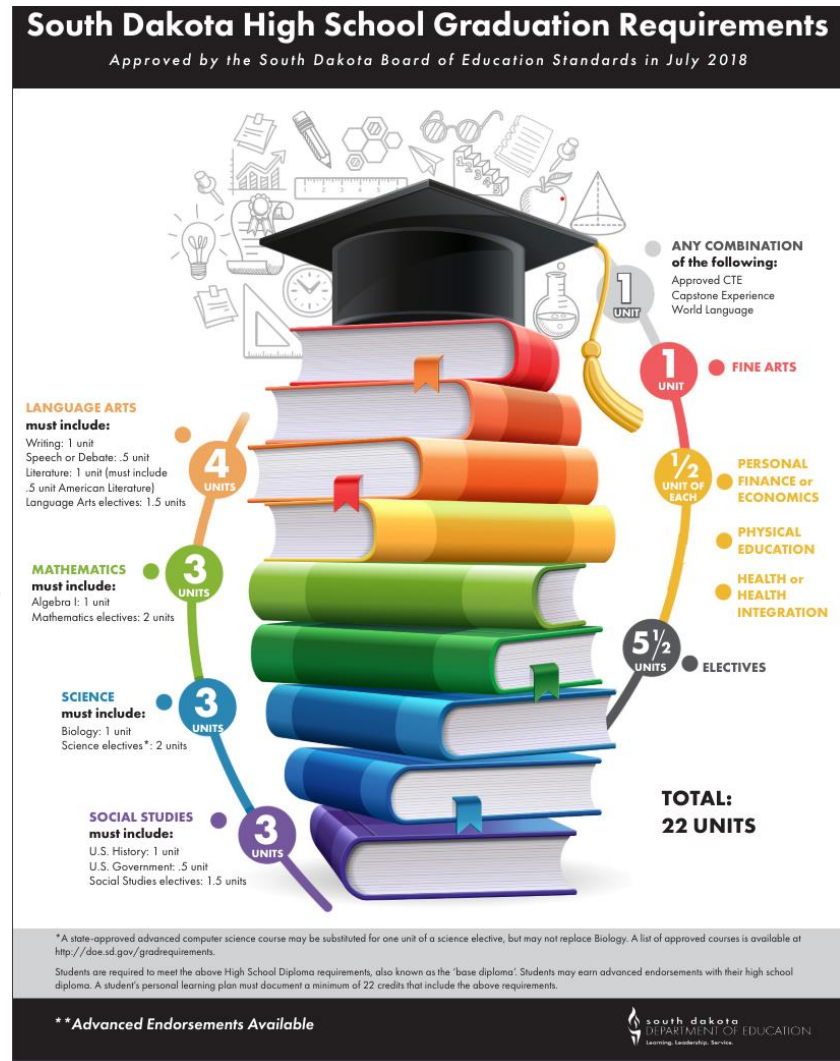 South Dakota High School Graduation Requirements
Approved by the South Dakota Board of Education Standards in July 2018
1
UNIT
ANY COMBINATION
of the following:
Approved CTE
Capstone Experience
World Language
1
UNIT
FINE ARTS
LANGUAGE ARTS
must include:
Writing: 1 unit
Speech or Debate: .5 unit
Literature: 1 unit (must include
.5 unit American Literature)
Language Arts electives: 1.5 units
4
UNITS
½
UNIT OF
EACH
PERSONAL
FINANCE or
ECONOMICS
PHYSICAL
EDUCATION
HEALTH or
HEALTH
INTEGRATION
MATHEMATICS
must include:
Algebra I: 1 unit
Mathematics electives: 2 units
3
UNITS
5½
UNITS
ELECTIVES
SCIENCE
must include:
Biology: 1 unit
Science electives*: 2 units
3
UNITS
SOCIAL STUDIES
must include:
U.S. History: 1 unit
U.S. Government: .5 unit
Social Studies electives: 1.5 units
3
UNITS
TOTAL:
22 UNITS
*A state-approved advanced computer science course may be substituted for one unit of a science elective, but may not replace Biology. A list of approved courses is available at
http://doe.sd.gov/gradrequirements.
Students are required to meet the above High School Diploma requirements, also known as the ‘base diploma’. Students may earn advanced endorsements with their high school
diploma. A student’s personal learning plan must document a minimum of 22 credits that include the above requirements.
**Advanced Endorsements Available
south dakota
DEPARTMENT OF EDUCATION
Learning. Leadership. Service.